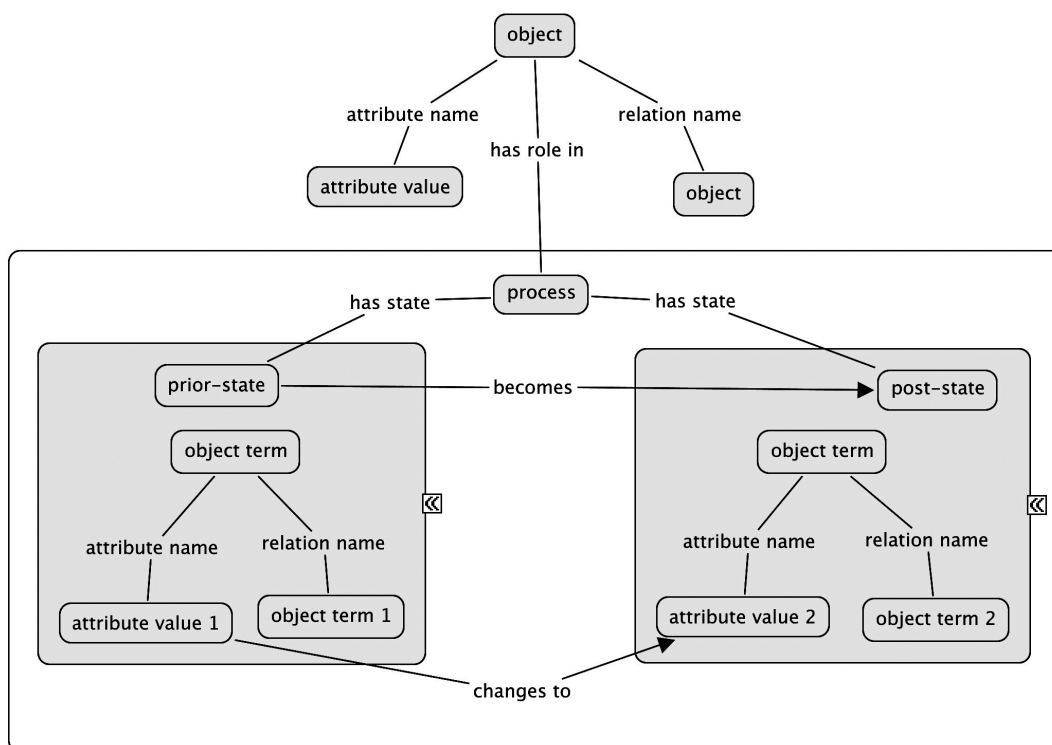 object
attribute name
relation name
has role in
attribute value
object
process
has state
has state
prior-state
becomes
post-state
object term
object term
attribute name
relation name
attribute name
relation name
attribute value 1
object term 1
attribute value 2
object term 2
changes to